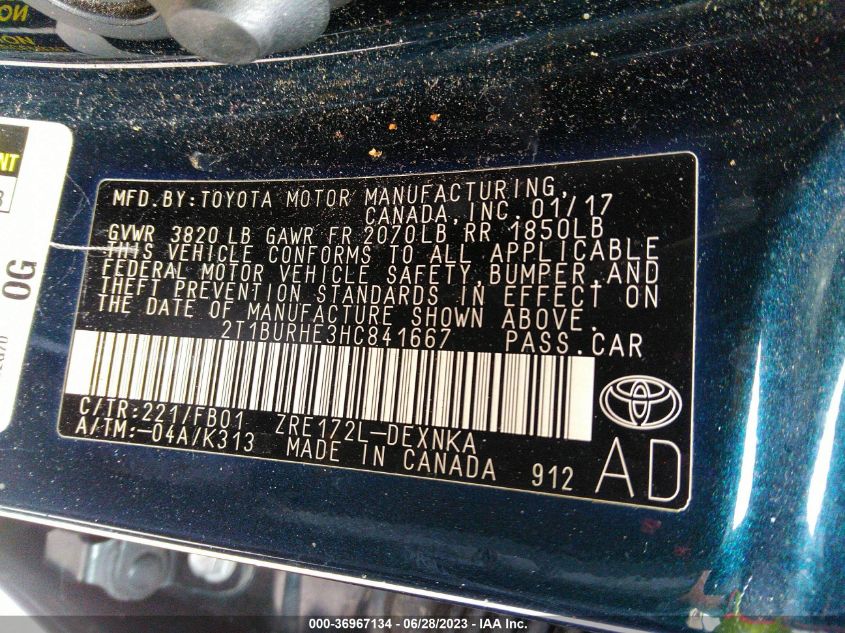 MFD.BY:TOYOTA MOTOR MANUFACTURING,
CANADA,INC. 01/17
GVWR 3820 LB GAWR FR 2070LB RR 1850LB
THIS VEHICLE CONFORMS TO ALL APPLICABLE
FEDERAL MOTOR VEHICLE SAFETY,BUMPER,AND
THEFT PREVENTION STANDARDS IN EFFECT ON
THE DATE OF MANUFACTURE SHOWN ABOVE.
2T1BURHE3HC841667 PASS.CAR
C/TR:221/FB01 ZRE172L-DEXNKA
A/TM:-04A/K313 MADE IN CANADA 912
AD
OG
000-36967134 - 06/28/2023 - IAA Inc.